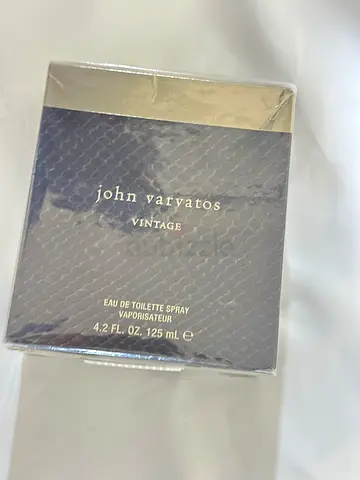 john varvatos
VINTAGE
EAU DE TOILETTE SPRAY
VAPORISATEUR
4.2 FL. OZ. 125 mL ℮